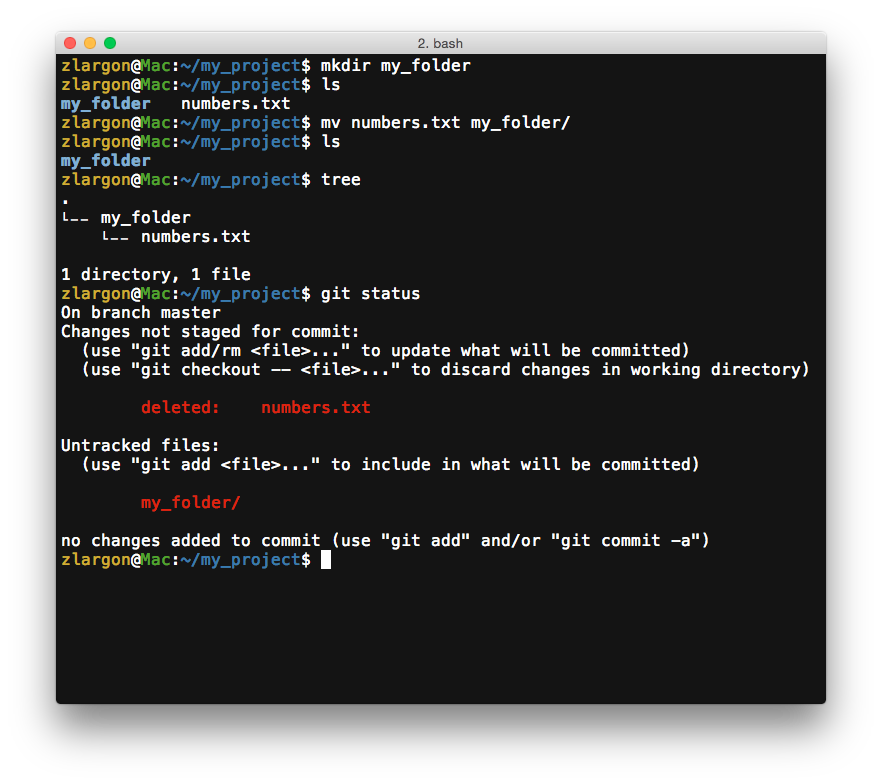 2. bash
zlargon@Mac:~/my_project$ mkdir my_folder
zlargon@Mac:~/my_project$ ls
my_folder   numbers.txt
zlargon@Mac:~/my_project$ mv numbers.txt my_folder/
zlargon@Mac:~/my_project$ ls
my_folder
zlargon@Mac:~/my_project$ tree
.
└── my_folder
    └── numbers.txt

1 directory, 1 file
zlargon@Mac:~/my_project$ git status
On branch master
Changes not staged for commit:
  (use "git add/rm <file>..." to update what will be committed)
  (use "git checkout -- <file>..." to discard changes in working directory)

        deleted:    numbers.txt

Untracked files:
  (use "git add <file>..." to include in what will be committed)

        my_folder/

no changes added to commit (use "git add" and/or "git commit -a")
zlargon@Mac:~/my_project$